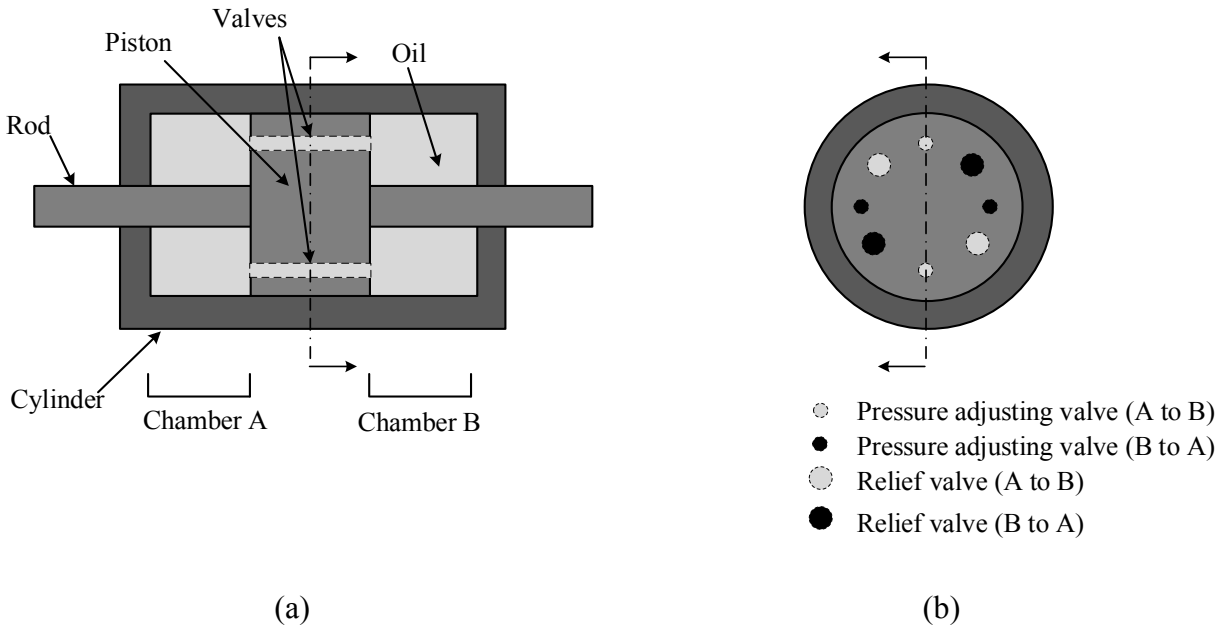 Valves
Piston
Oil
Rod
Cylinder
Chamber A
Chamber B
Pressure adjusting valve (A to B)
Pressure adjusting valve (B to A)
Relief valve (A to B)
Relief valve (B to A)
(a)
(b)